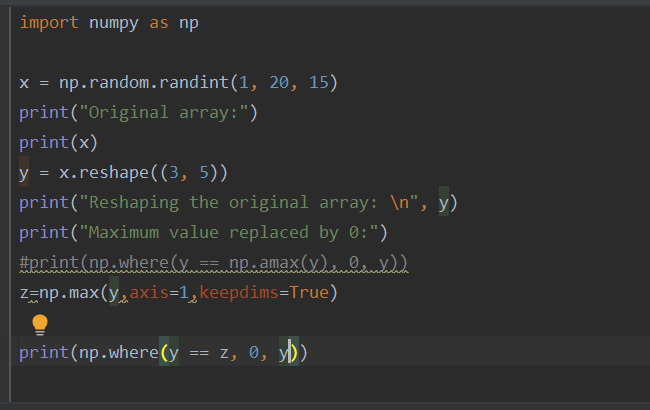 import numpy as np
x = np.random.randint(1, 20, 15)
print("Original array:")
print(x)
y = x.reshape((3, 5))
print("Reshaping the original array: \n", y)
print("Maximum value replaced by 0:")
#print(np.where(y == np.amax(y), 0, y))
z=np.max(y,axis=1,keepdims=True)
print(np.where(y == z, 0, y))